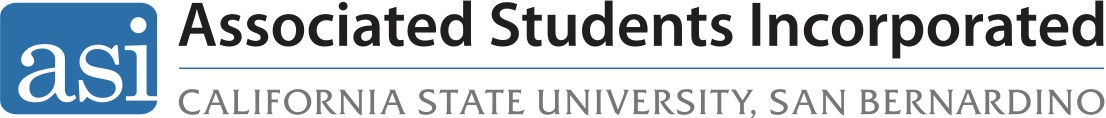 asi
Associated Students Incorporated
CALIFORNIA STATE UNIVERSITY, SAN BERNARDINO